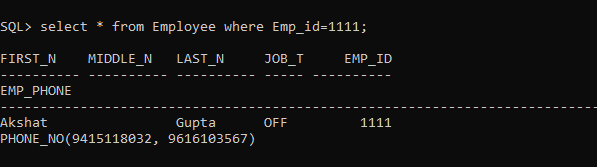 SQL> select * from Employee where Emp_id=1111;
FIRST_N MIDDLE_N LAST_N JOB_T EMP_ID
---------- ---------- ---------- ----- ----------
EMP_PHONE
--------------------------------------------------------------------------------
Akshat Gupta OFF 1111
PHONE_NO(9415118032, 9616103567)